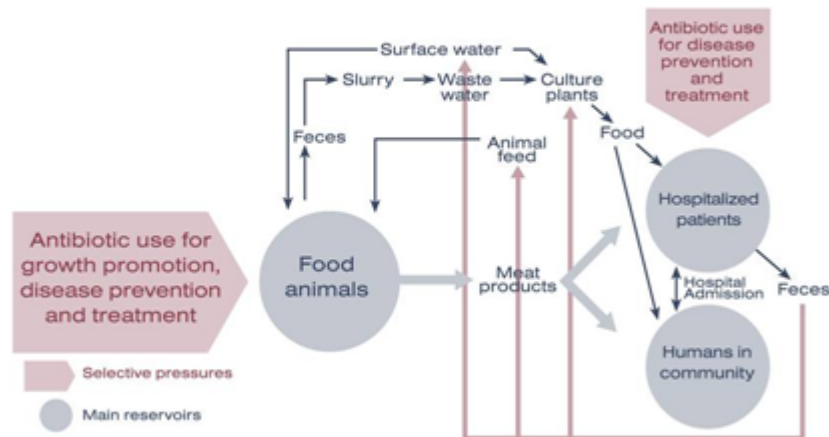 Antibiotic use
for disease
prevention
and
treatment
Surface water
Slurry
Waste
water
Culture
plants
Feces
Animal
feed
Food
Hospitalized
patients
Antibiotic use for
growth promotion,
disease prevention
and treatment
Food
animals
Meat
products
Hospital
Admission
Feces
Humans in
community
Selective pressures
Main reservoirs